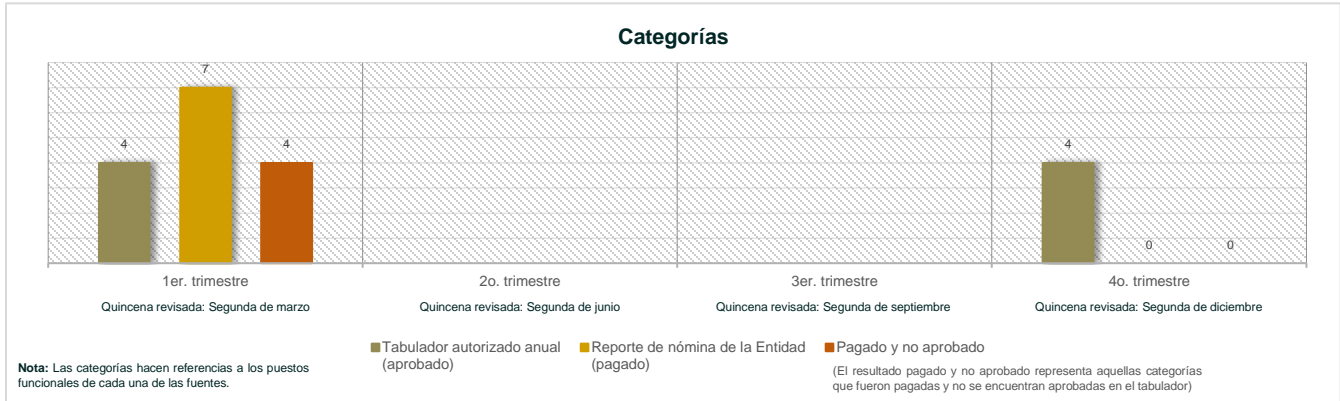 Categorías
7
4
4
4
0
0
1er. trimestre
2o. trimestre
3er. trimestre
4o. trimestre
Quincena revisada: Segunda de marzo
Quincena revisada: Segunda de junio
Quincena revisada: Segunda de septiembre
Quincena revisada: Segunda de diciembre
Tabulador autorizado anual
(aprobado)
Reporte de nómina de la Entidad
(pagado)
Pagado y no aprobado
(El resultado pagado y no aprobado representa aquellas categorías
que fueron pagadas y no se encuentran aprobadas en el tabulador)
Nota: Las categorías hacen referencias a los puestos
funcionales de cada una de las fuentes.